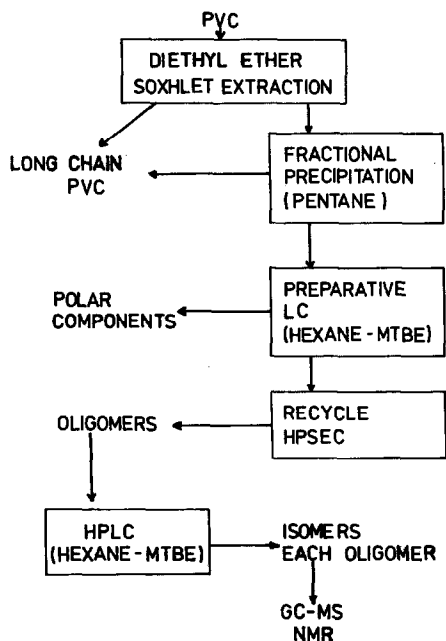 PVC
DIETHYL ETHER
SOXHLET EXTRACTION
LONG CHAIN
PVC
FRACTIONAL
PRECIPITATION
(PENTANE)
POLAR
COMPONENTS
PREPARATIVE
LC
(HEXANE-MTBE)
OLIGOMERS
RECYCLE
HPSEC
HPLC
(HEXANE-MTBE)
ISOMERS
EACH OLIGOMER
GC-MS
NMR